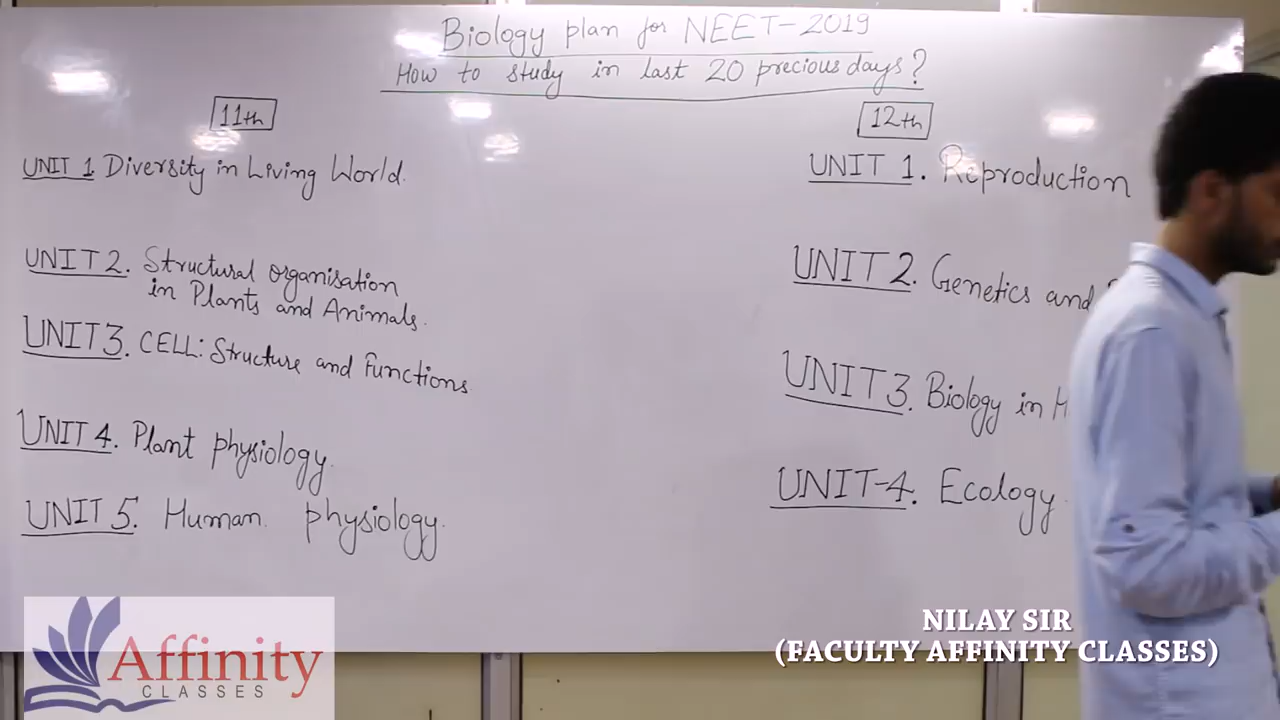 Biology plan for NEET-2019
How to study in last 20 precious days?
11th
UNIT 1 Diversity in Living World.
UNIT 2. Structural organisation
in Plants and Animals.
UNIT 3. CELL: Structure and Functions
UNIT 4. Plant physiology.
UNIT 5. Human physiology.
12th
UNIT 1. Reproduction
UNIT 2. Genetics and
UNIT 3. Biology in H
UNIT-4. Ecology.
Affinity
CLASSES
NILAY SIR
(FACULTY AFFINITY CLASSES)